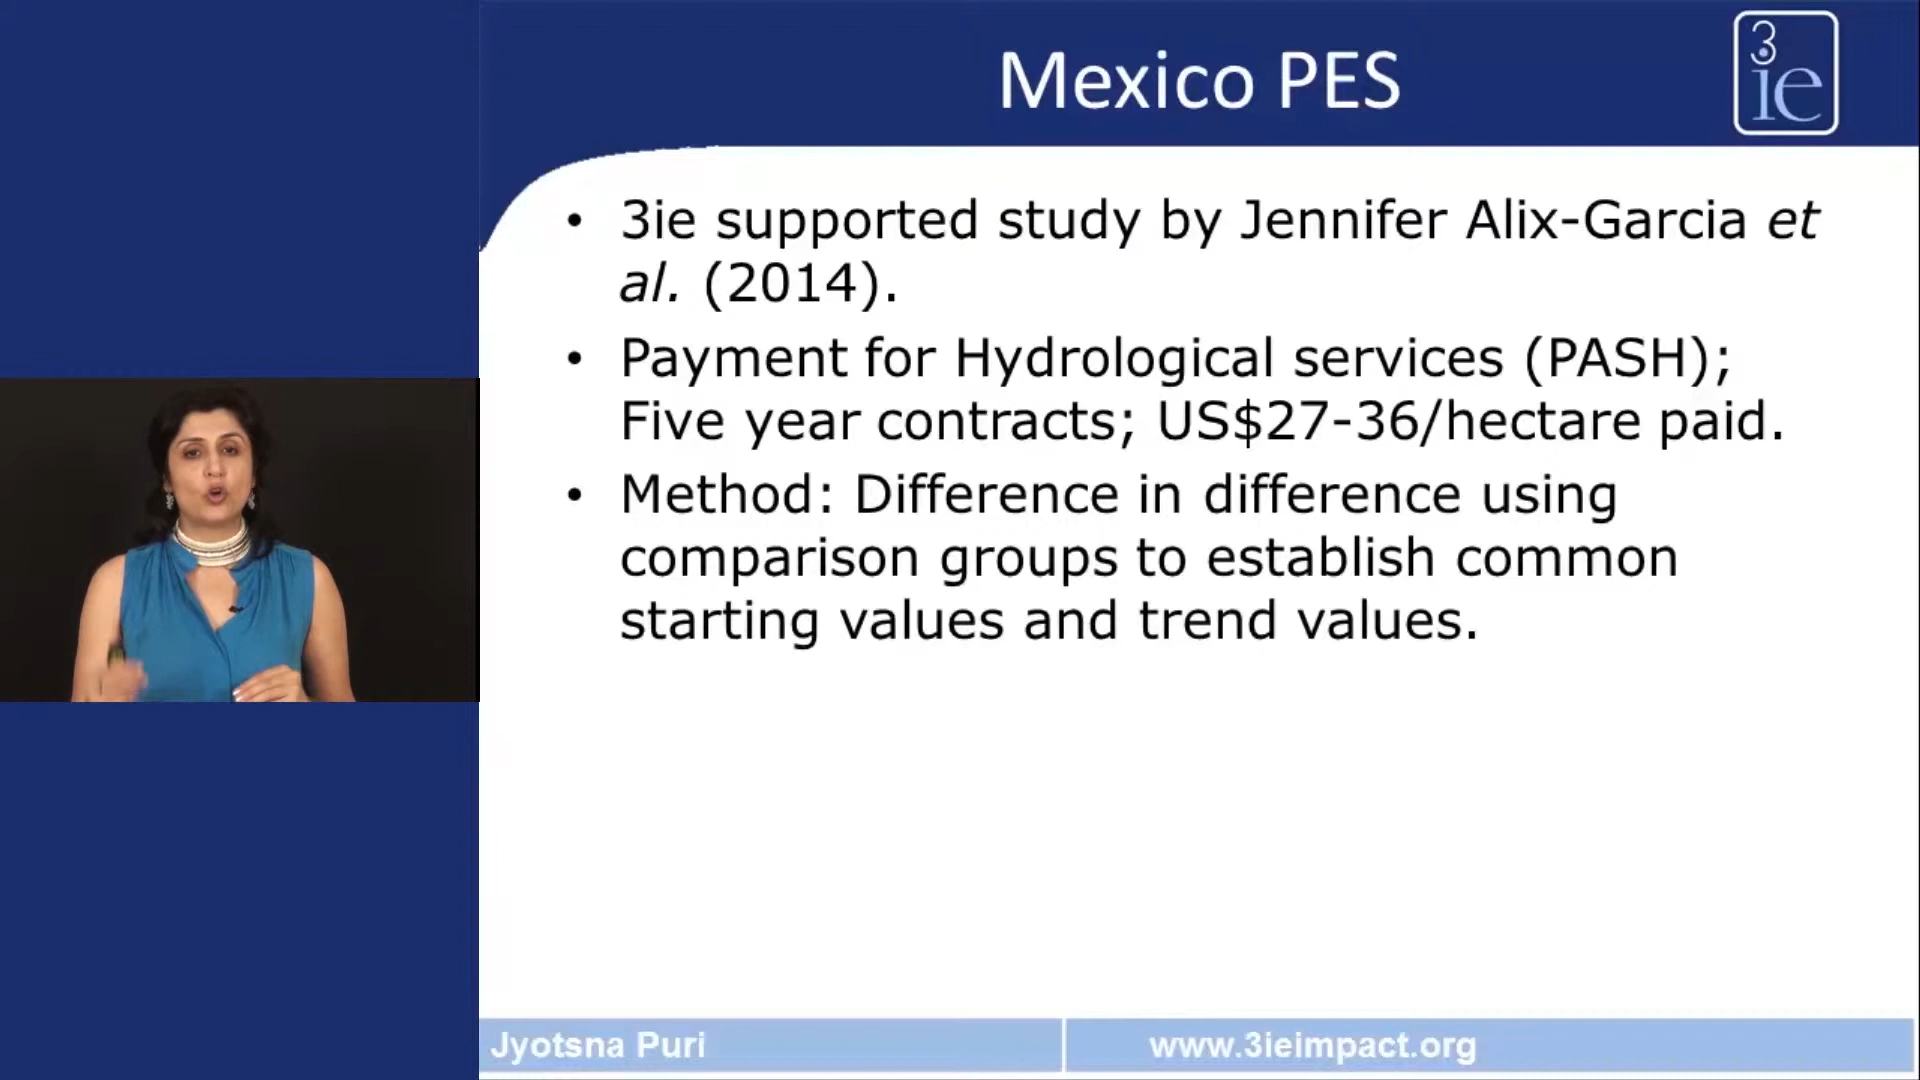 Mexico PES
3ie
• 3ie supported study by Jennifer Alix-Garcia et
al. (2014).
• Payment for Hydrological services (PASH);
Five year contracts; US$27-36/hectare paid.
• Method: Difference in difference using
comparison groups to establish common
starting values and trend values.
Jyotsna Puri
www.3ieimpact.org